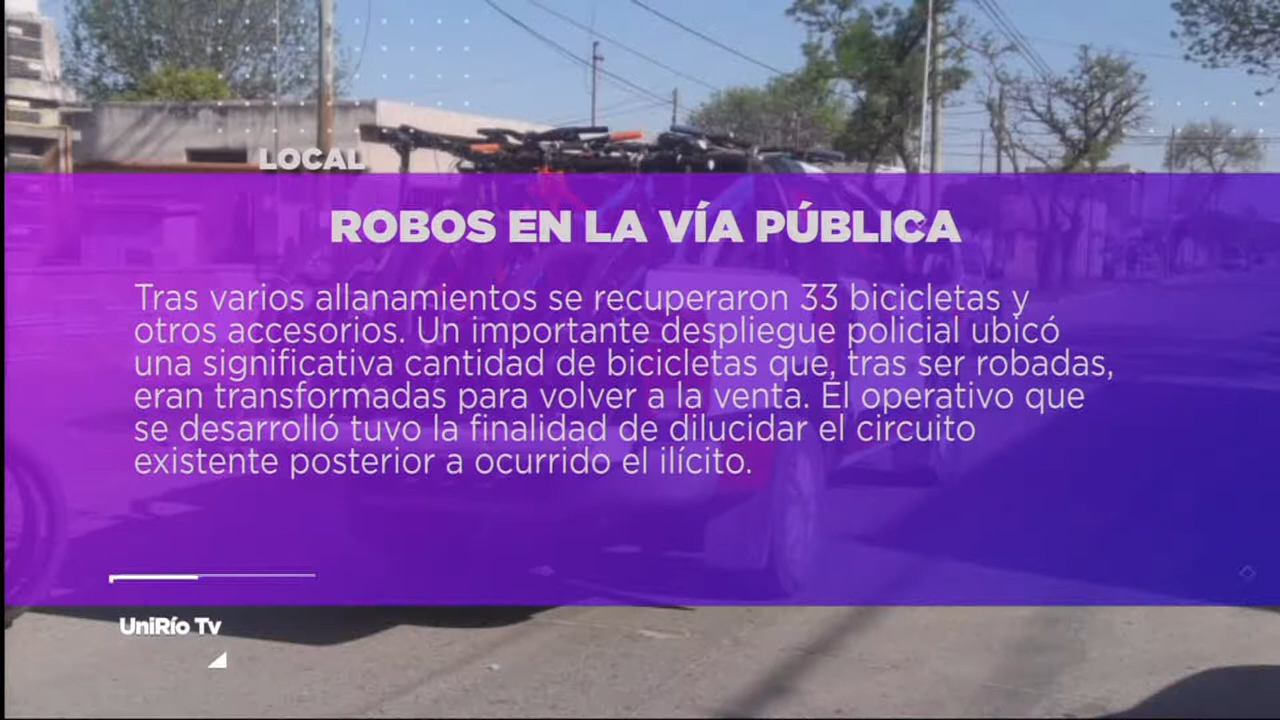 LOCAL
ROBOS EN LA VÍA PÚBLICA
Tras varios allanamientos se recuperaron 33 bicicletas y
otros accesorios. Un importante despliegue policial ubicó
una significativa cantidad de bicicletas que, tras ser robadas,
eran transformadas para volver a la venta. El operativo que
se desarrolló tuvo la finalidad de dilucidar el circuito
existente posterior a ocurrido el ilícito.
UniRío Tv